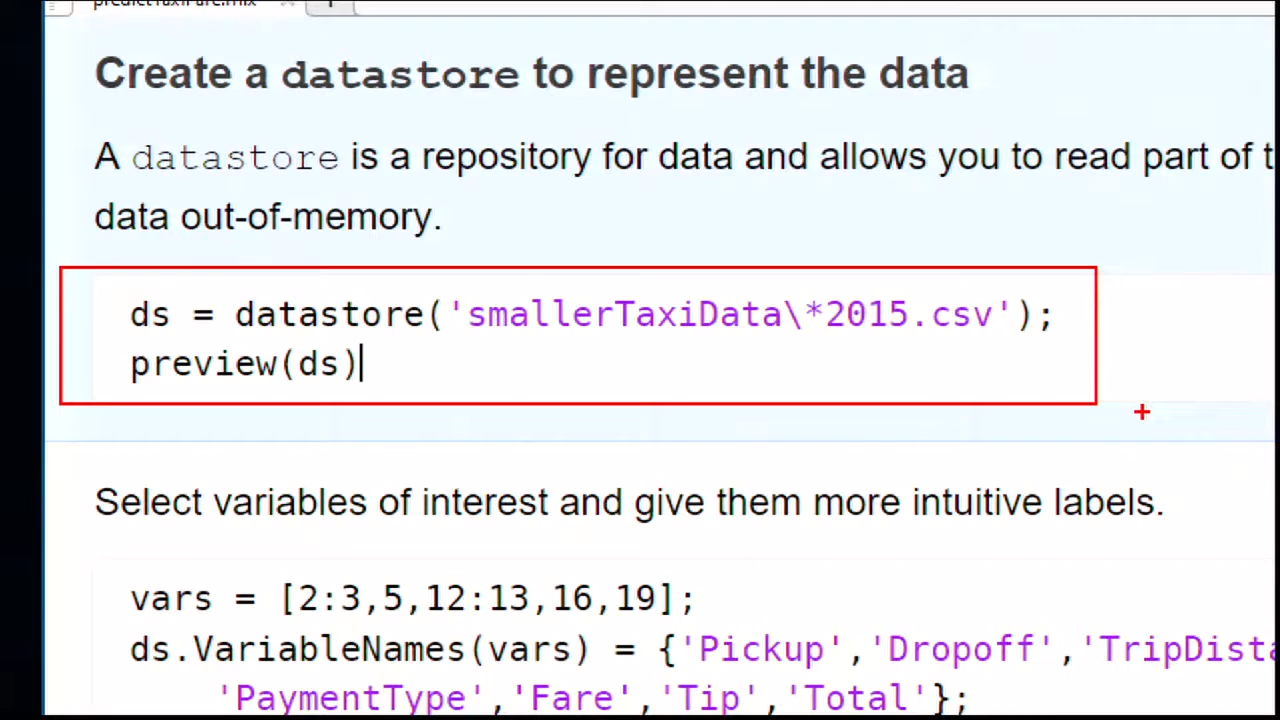 predictTaxiFare.mlx
Create a datastore to represent the data
A datastore is a repository for data and allows you to read part of
data out-of-memory.
ds = datastore('smallerTaxiData\*2015.csv');
preview(ds)
Select variables of interest and give them more intuitive labels.
vars = [2:3,5,12:13,16,19];
ds.VariableNames(vars) = {'Pickup','Dropoff','TripDista
'PaymentType','Fare','Tip','Total'};